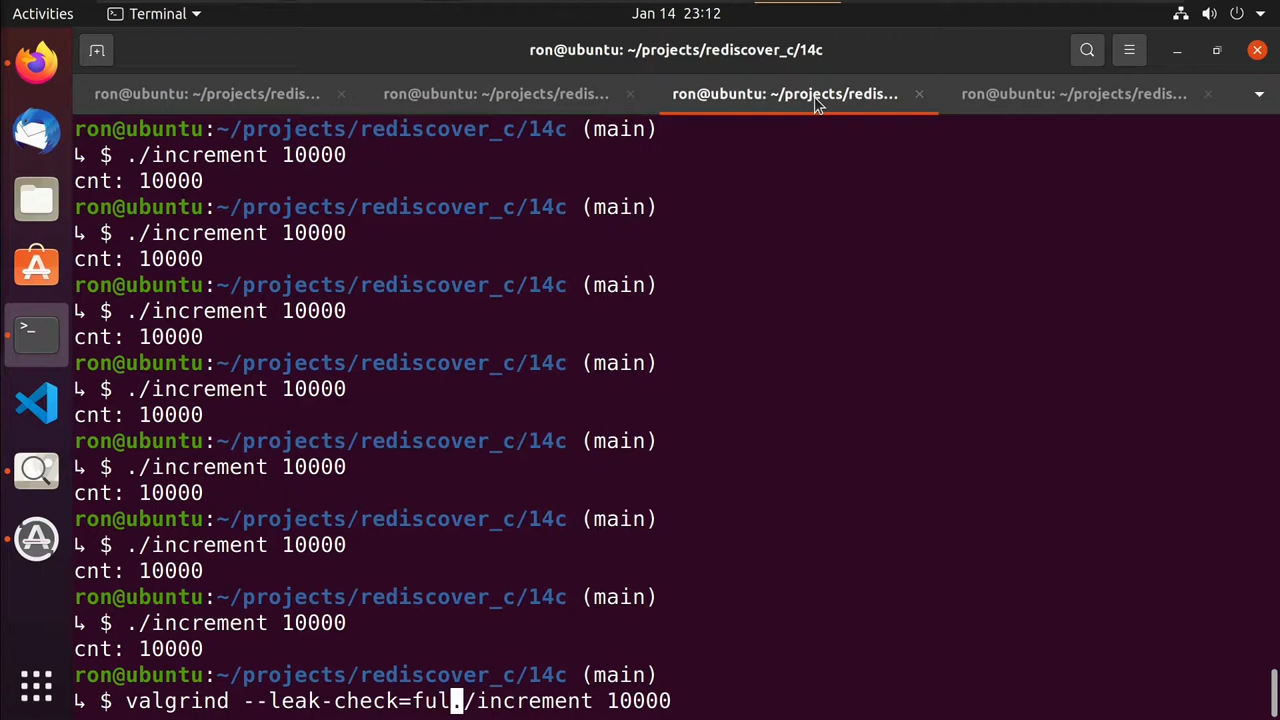 Activities Terminal Jan 14 23:12
ron@ubuntu: ~/projects/rediscover_c/14c
ron@ubuntu: ~/projects/redis... ron@ubuntu: ~/projects/redis... ron@ubuntu: ~/projects/redis... ron@ubuntu: ~/projects/redis...
ron@ubuntu:~/projects/rediscover_c/14c (main)
↳ $ ./increment 10000
cnt: 10000
ron@ubuntu:~/projects/rediscover_c/14c (main)
↳ $ ./increment 10000
cnt: 10000
ron@ubuntu:~/projects/rediscover_c/14c (main)
↳ $ ./increment 10000
cnt: 10000
ron@ubuntu:~/projects/rediscover_c/14c (main)
↳ $ ./increment 10000
cnt: 10000
ron@ubuntu:~/projects/rediscover_c/14c (main)
↳ $ ./increment 10000
cnt: 10000
ron@ubuntu:~/projects/rediscover_c/14c (main)
↳ $ ./increment 10000
cnt: 10000
ron@ubuntu:~/projects/rediscover_c/14c (main)
↳ $ ./increment 10000
cnt: 10000
ron@ubuntu:~/projects/rediscover_c/14c (main)
↳ $ valgrind --leak-check=ful./increment 10000